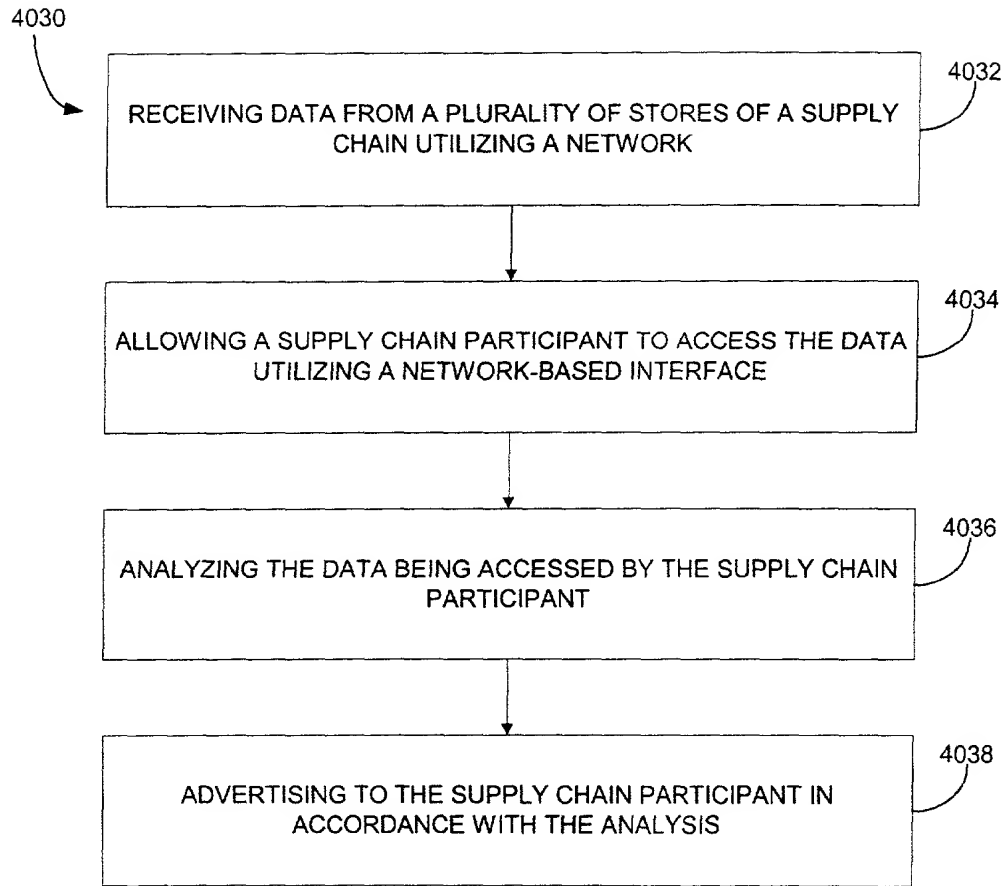 4030
4032
RECEIVING DATA FROM A PLURALITY OF STORES OF A SUPPLY
CHAIN UTILIZING A NETWORK
4034
ALLOWING A SUPPLY CHAIN PARTICIPANT TO ACCESS THE DATA
UTILIZING A NETWORK-BASED INTERFACE
4036
ANALYZING THE DATA BEING ACCESSED BY THE SUPPLY CHAIN
PARTICIPANT
4038
ADVERTISING TO THE SUPPLY CHAIN PARTICIPANT IN
ACCORDANCE WITH THE ANALYSIS